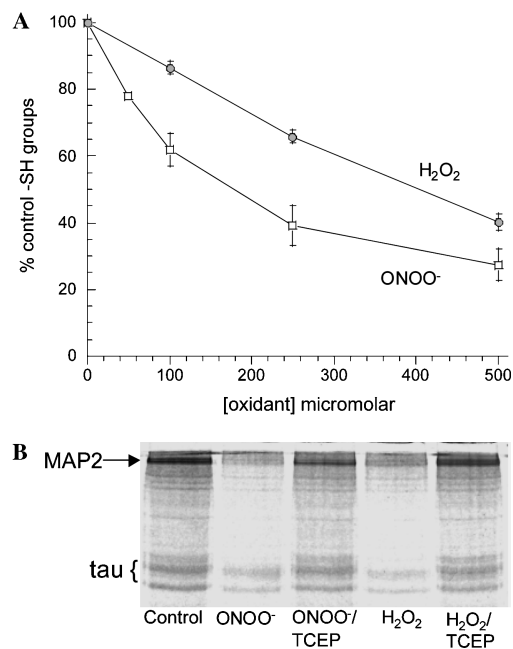 A
% control -SH groups
100
80
60
40
20
0
H₂O₂
ONOO⁻
0 100 200 300 400 500
[oxidant] micromolar
B
MAP2
tau {
Control ONOO⁻ ONOO⁻/ TCEP H₂O₂ H₂O₂/ TCEP